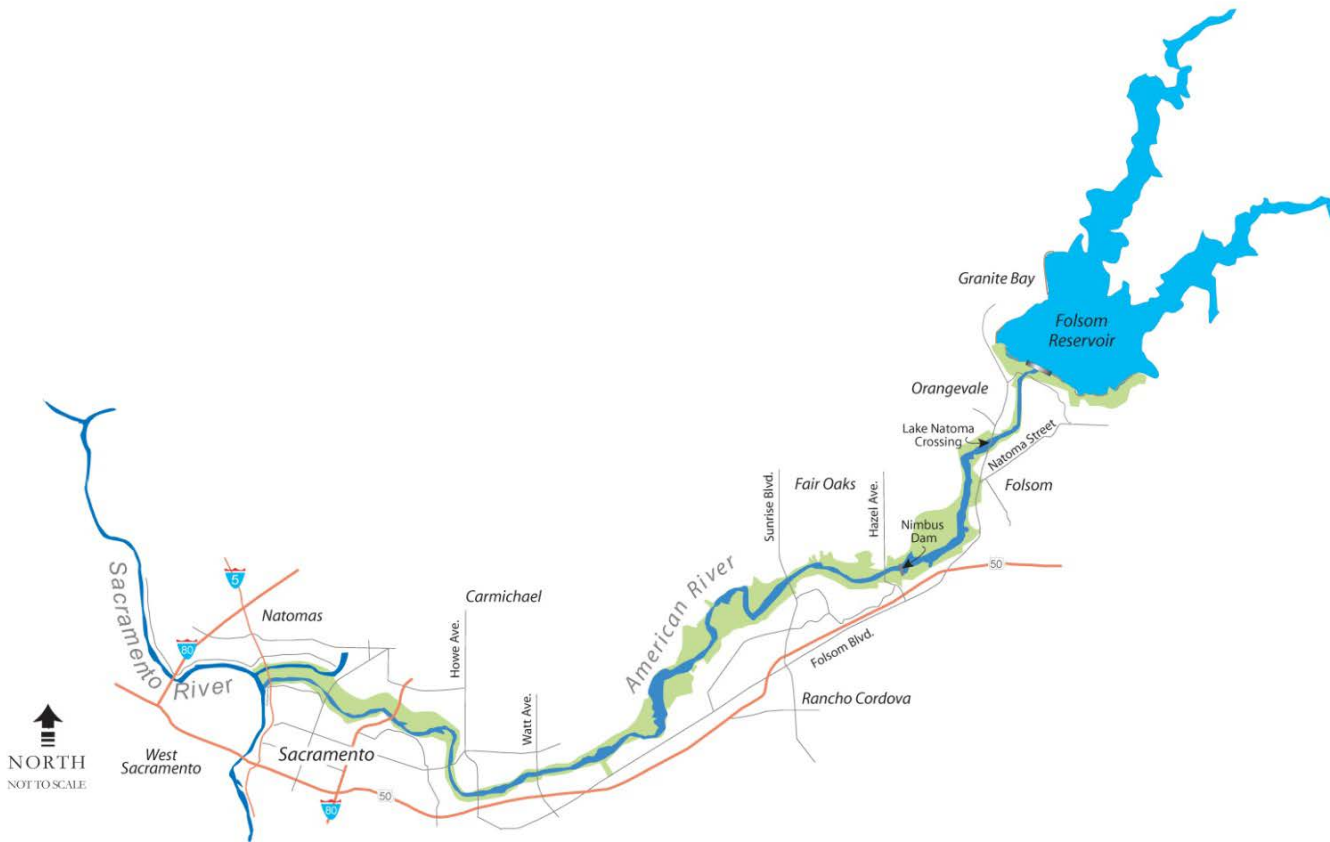 Granite Bay
Folsom
Reservoir
Orangevale
Lake Natoma
Crossing
Natoma Street
Folsom
Sunrise Blvd.
Fair Oaks
Hazel Ave.
Nimbus
Dam
50
American River
Sacramento
River
5
80
Natomas
Carmichael
Howe Ave.
Watt Ave.
Folsom Blvd.
Rancho Cordova
West
Sacramento
Sacramento
80
50
NORTH
NOT TO SCALE